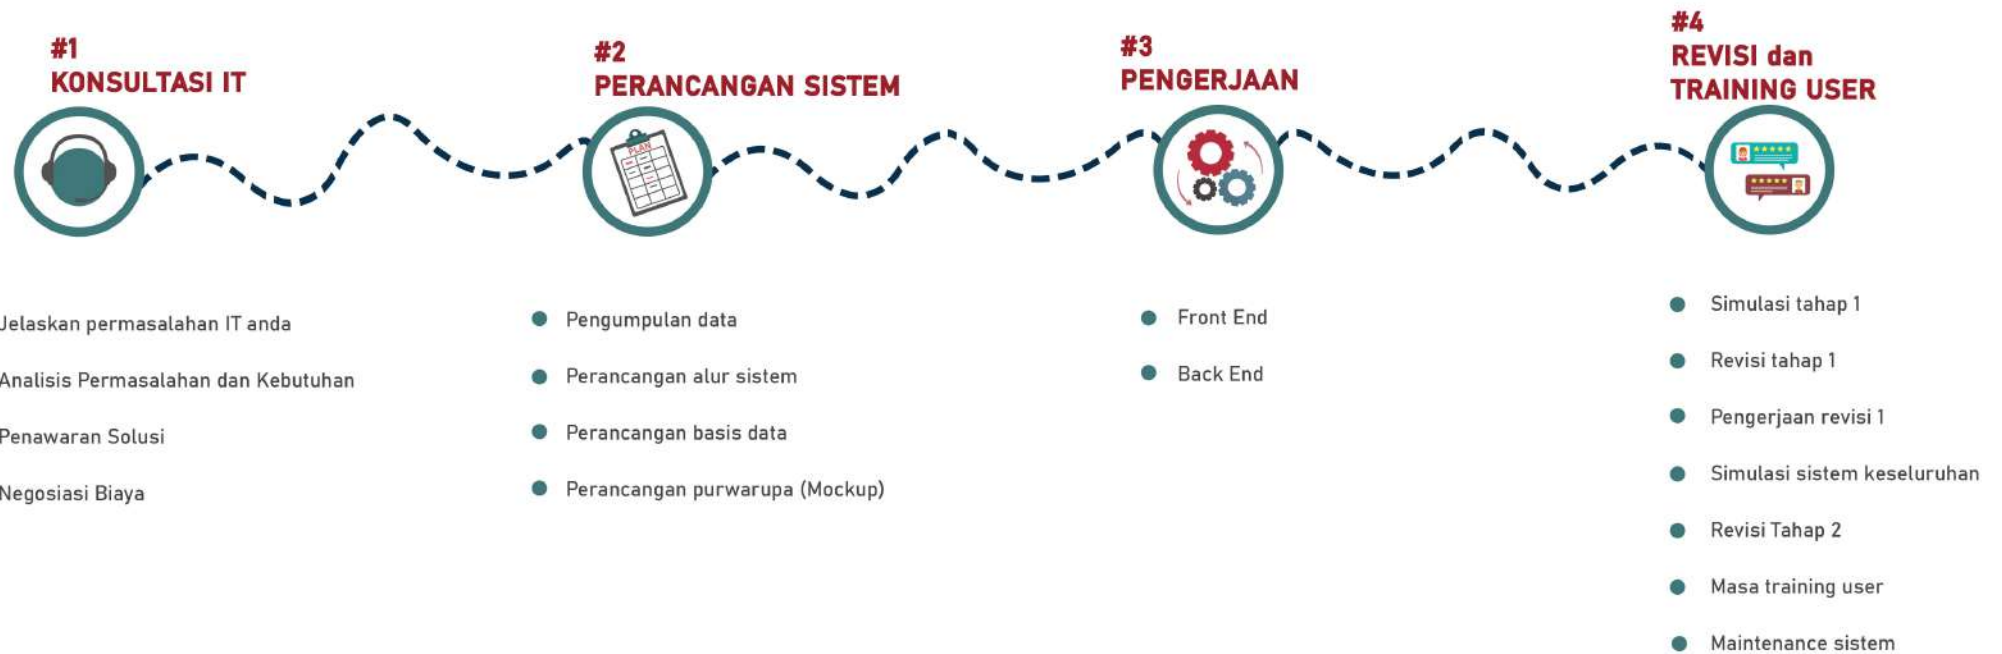 #1
KONSULTASI IT
Jelaskan permasalahan IT anda
Analisis Permasalahan dan Kebutuhan
Penawaran Solusi
Negosiasi Biaya
#2
PERANCANGAN SISTEM
PLAN
Pengumpulan data
Perancangan alur sistem
Perancangan basis data
Perancangan purwarupa (Mockup)
#3
PENGERJAAN
Front End
Back End
#4
REVISI dan
TRAINING USER
Simulasi tahap 1
Revisi tahap 1
Pengerjaan revisi 1
Simulasi sistem keseluruhan
Revisi Tahap 2
Masa training user
Maintenance sistem